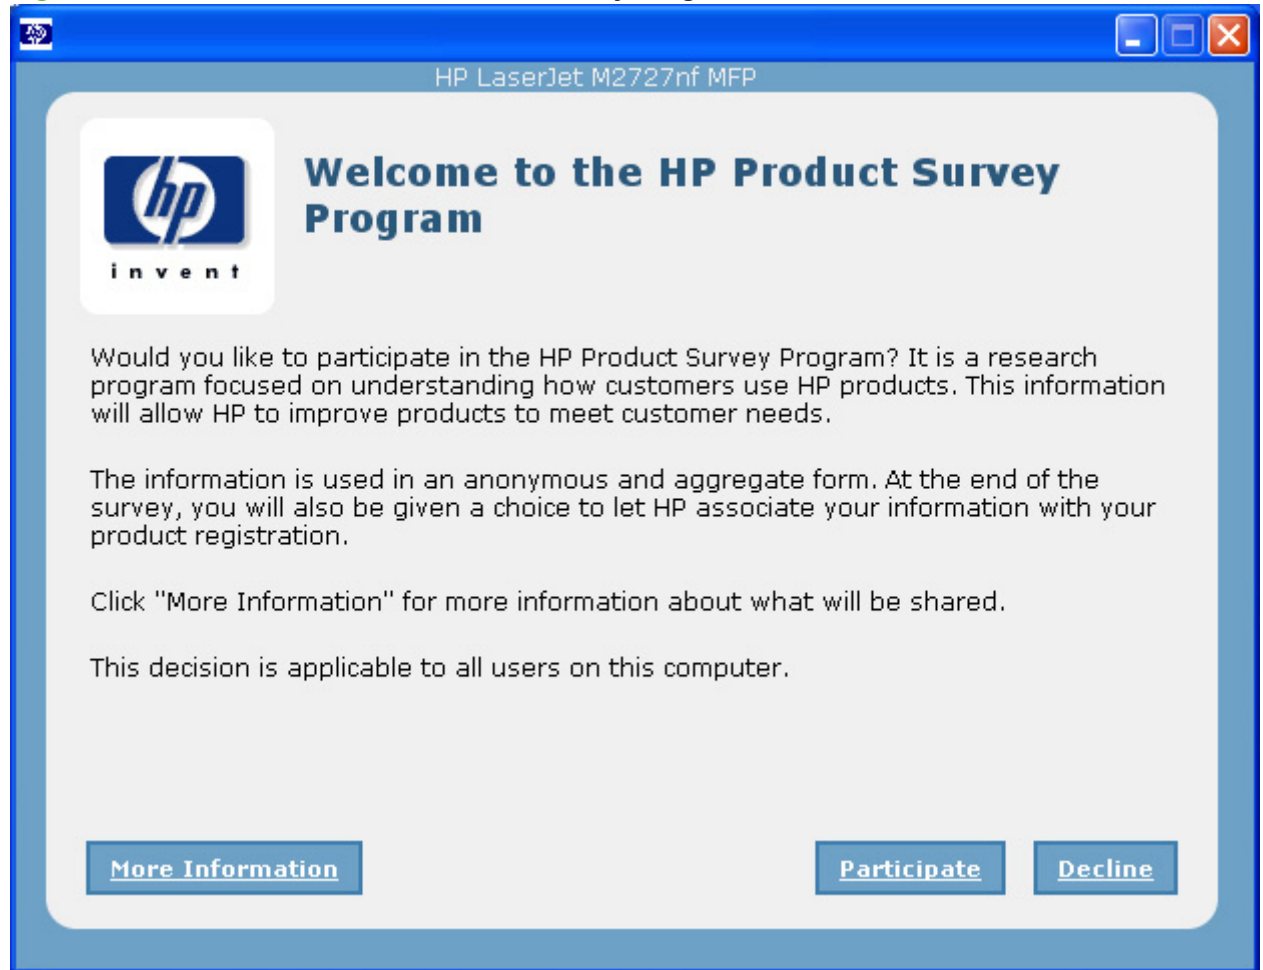 HP LaserJet M2727nf MFP
hp
invent
Welcome to the HP Product Survey
Program
Would you like to participate in the HP Product Survey Program? It is a research
program focused on understanding how customers use HP products. This information
will allow HP to improve products to meet customer needs.
The information is used in an anonymous and aggregate form. At the end of the
survey, you will also be given a choice to let HP associate your information with your
product registration.
Click "More Information" for more information about what will be shared.
This decision is applicable to all users on this computer.
More Information
Participate
Decline